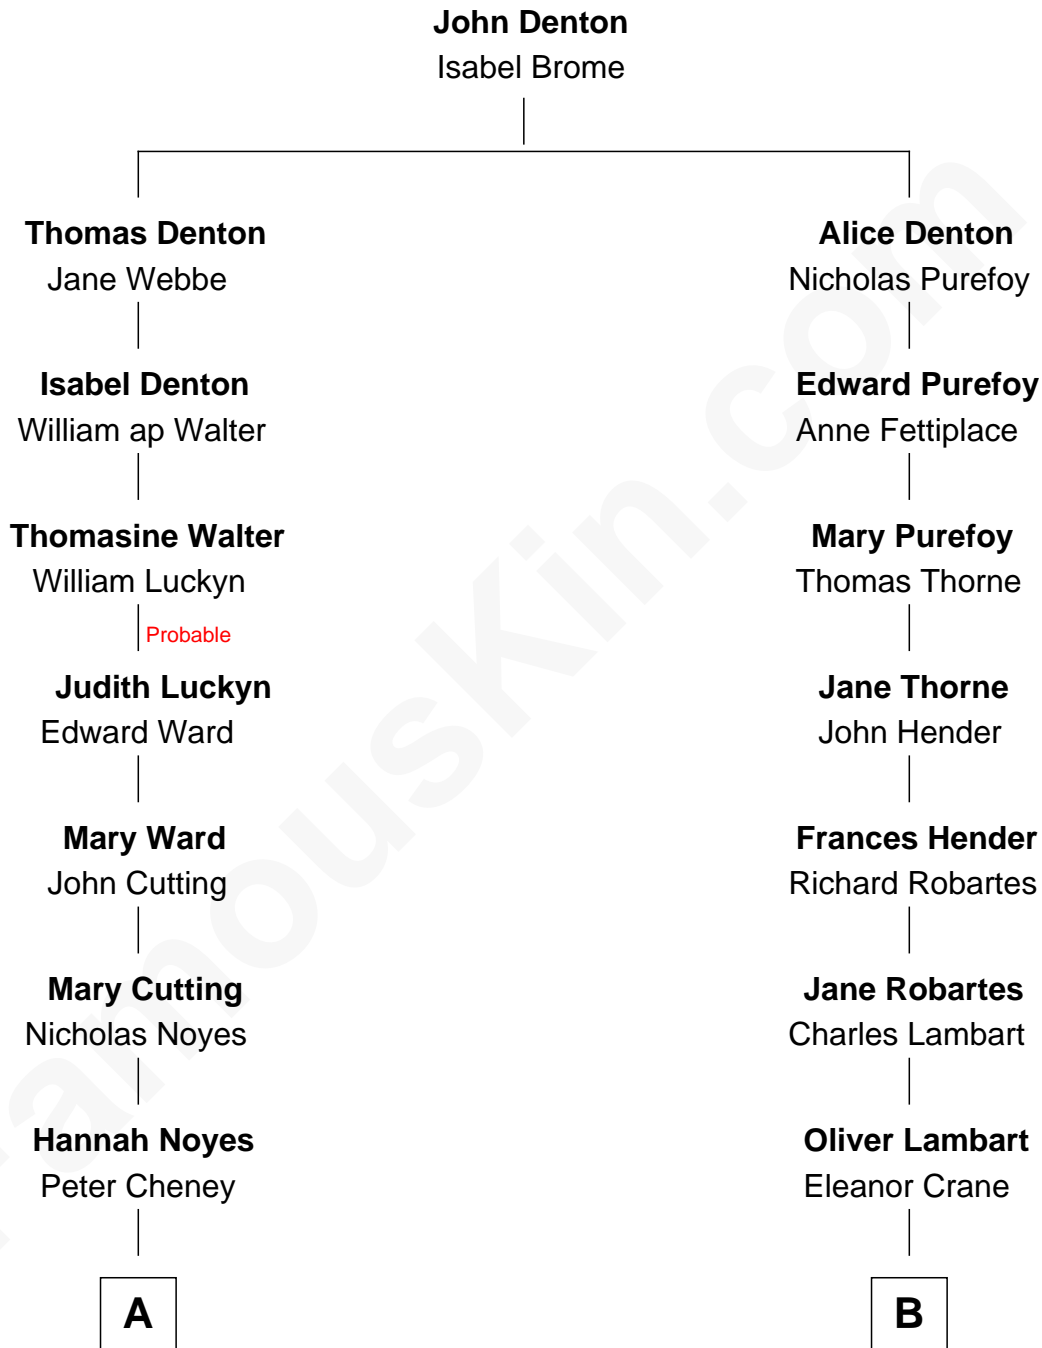 John Denton
Isabel Brome
Thomas Denton
Jane Webbe
Alice Denton
Nicholas Purefoy
Isabel Denton
William ap Walter
Edward Purefoy
Anne Fettiplace
Thomasine Walter
William Luckyn
Mary Purefoy
Thomas Thorne
Probable
Judith Luckyn
Edward Ward
Jane Thorne
John Hender
Mary Ward
John Cutting
Frances Hender
Richard Robartes
Mary Cutting
Nicholas Noyes
Jane Robartes
Charles Lambart
Hannah Noyes
Peter Cheney
Oliver Lambart
Eleanor Crane
A
B
FamousKin.com